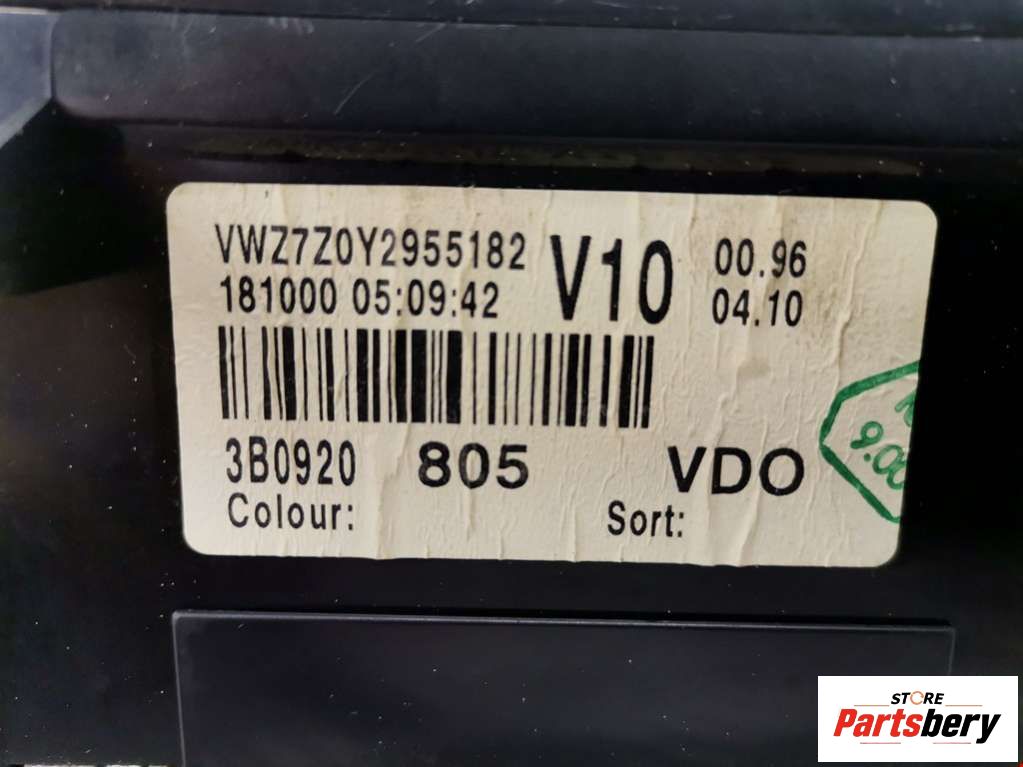 VWZ7Z0Y2955182 V10 00.96
181000 05:09:42 04.10
3B0920 805 VDO
Colour: Sort:
STORE
Partsbery